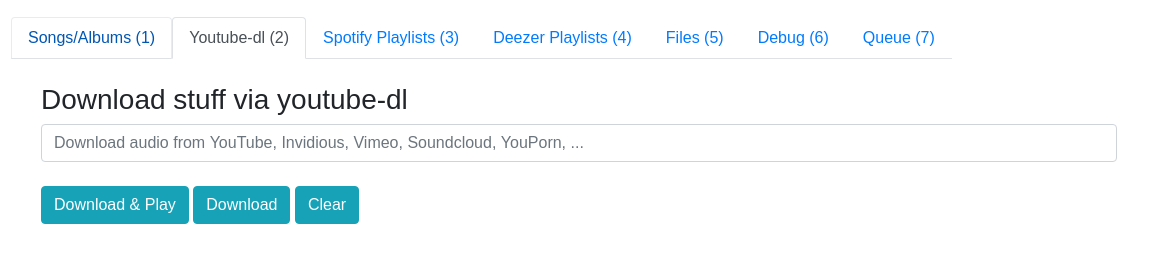 Songs/Albums (1) Youtube-dl (2) Spotify Playlists (3) Deezer Playlists (4) Files (5) Debug (6) Queue (7)
Download stuff via youtube-dl
Download audio from YouTube, Invidious, Vimeo, Soundcloud, YouPorn, ...
Download & Play Download Clear